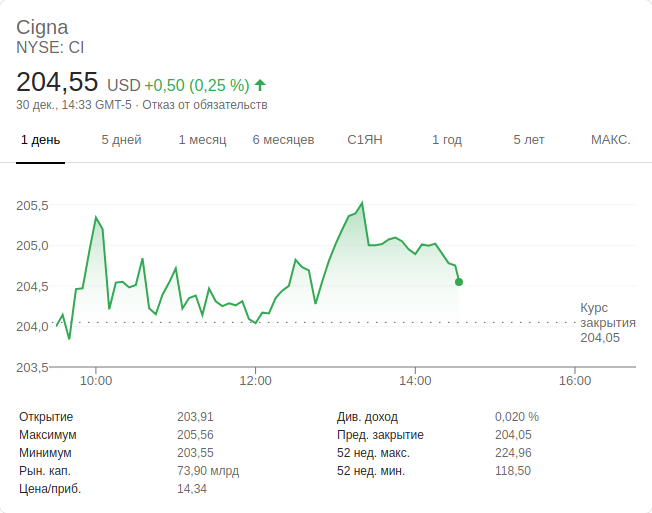 Cigna
NYSE: CI
204,55 USD +0,50 (0,25 %)
30 дек., 14:33 GMT-5 · Отказ от обязательств
1 день 5 дней 1 месяц 6 месяцев С1ЯН 1 год 5 лет МАКС.
205,5
205,0
204,5
204,0
203,5
Курс
закрытия
204,05
10:00 12:00 14:00 16:00
Открытие 203,91 Див. доход 0,020 %
Максимум 205,56 Пред. закрытие 204,05
Минимум 203,55 52 нед. макс. 224,96
Рын. кап. 73,90 млрд 52 нед. мин. 118,50
Цена/приб. 14,34